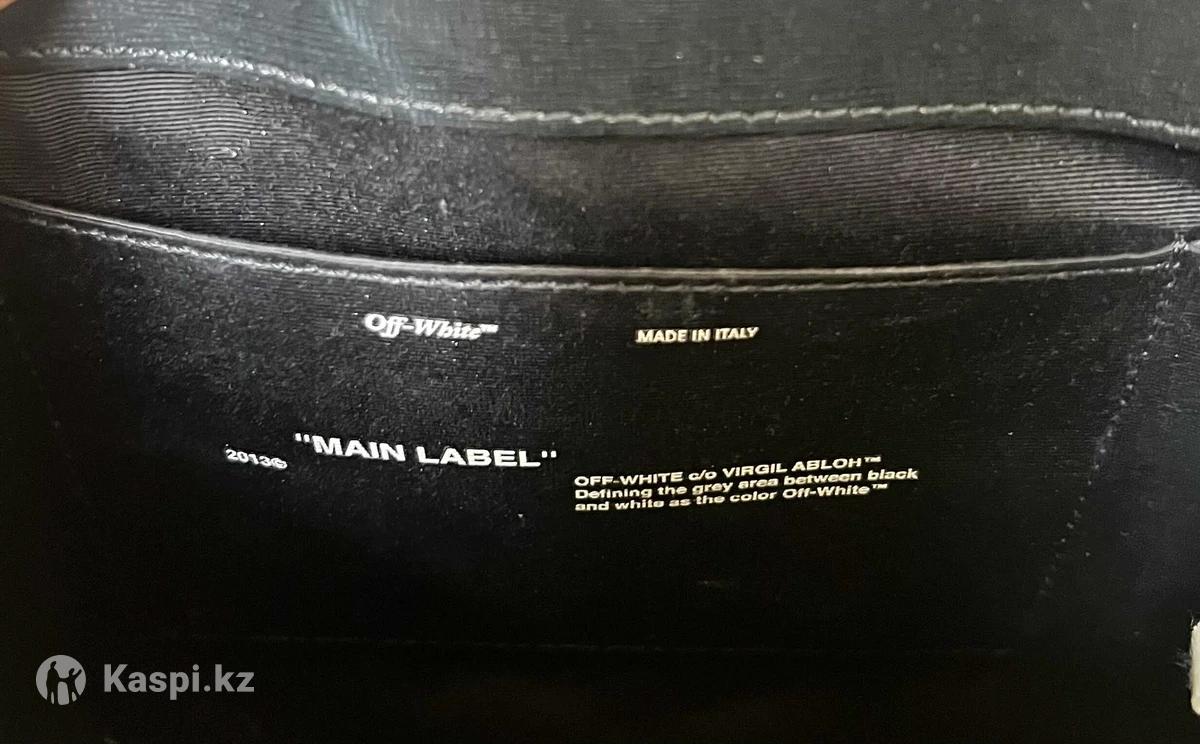 Off-White™
MADE IN ITALY
2013©
"MAIN LABEL"
OFF-WHITE c/o VIRGIL ABLOH™
Defining the grey area between black
and white as the color Off-White™
Kaspi.kz